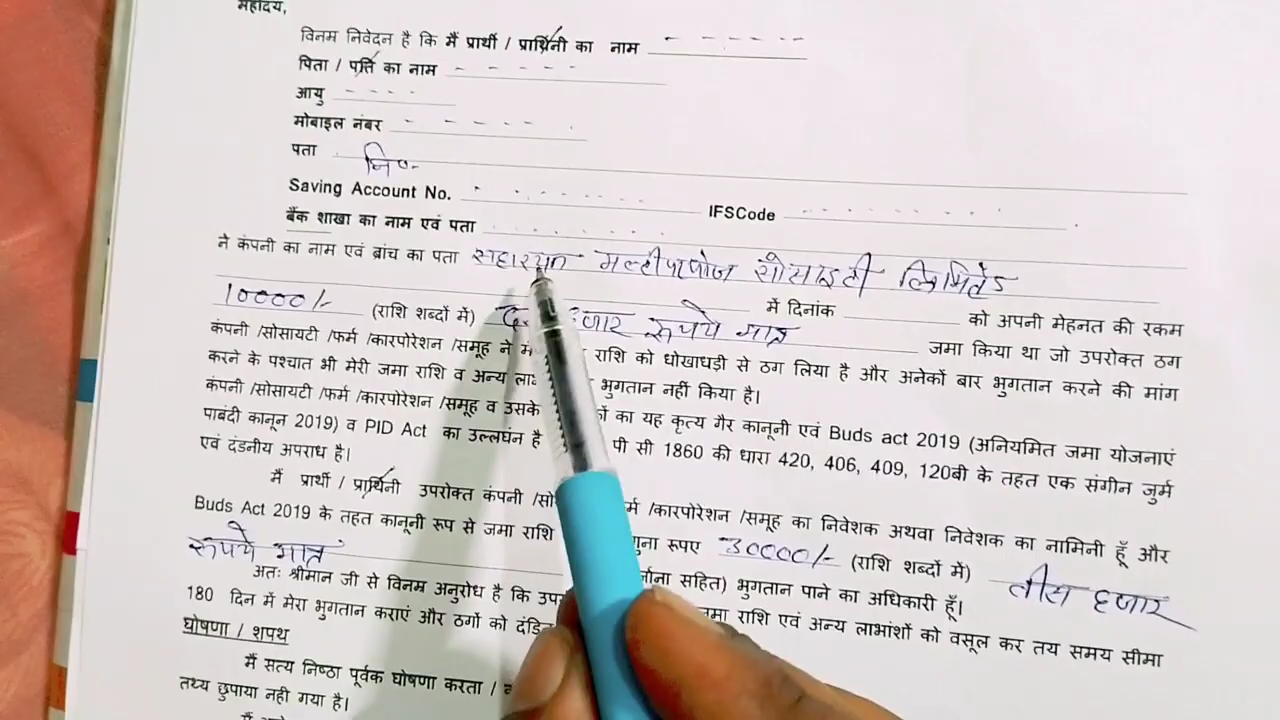 महोदय,
विनम्र निवेदन है कि मैं प्रार्थी / प्रार्थिनी का नाम
पिता / पति का नाम
आयु
मोबाइल नंबर
पता नि०-
Saving Account No. IFSCode
बैंक शाखा का नाम एवं पता
ने कंपनी का नाम एवं ब्रांच का पता सहारयन मल्टीपरपोज सोसाइटी लिमिटेड
में दिनांक को अपनी मेहनत की रकम
10000/- (राशि शब्दों में) हजार रूपये मात्र जमा किया था जो उपरोक्त ठग
कंपनी /सोसायटी /फर्म /कारपोरेशन /समूह ने राशि को धोखाधड़ी से ठग लिया है और अनेकों बार भुगतान करने की मांग
करने के पश्चात भी मेरी जमा राशि व अन्य भुगतान नहीं किया है।
कंपनी /सोसायटी /फर्म /कारपोरेशन /समूह व उसके का यह कृत्य गैर कानूनी एवं Buds act 2019 (अनियमित जमा योजनाएं
पाबंदी कानून 2019) व PID Act का उल्लघंन है पी सी 1860 की धारा 420, 406, 409, 120बी के तहत एक संगीन जुर्म
एवं दंडनीय अपराध है।
मैं प्रार्थी / प्रार्थिनी उपरोक्त कंपनी /कारपोरेशन /समूह का निवेशक अथवा निवेशक का नामिनी हूँ और
Buds Act 2019 के तहत कानूनी रूप से जमा राशि गुना रूपए 30000/- (राशि शब्दों में) तीस हजार
रूपये मात्र भुगतान पाने का अधिकारी हूँ।
अतः श्रीमान जी से विनम्र अनुरोध है कि राशि एवं अन्य लाभांशों को वसूल कर तय समय सीमा
180 दिन में मेरा भुगतान कराएं और ठगों को
घोषणा / शपथ
मैं सत्य निष्ठा पूर्वक घोषणा करता /
तथ्य छुपाया नही गया है।